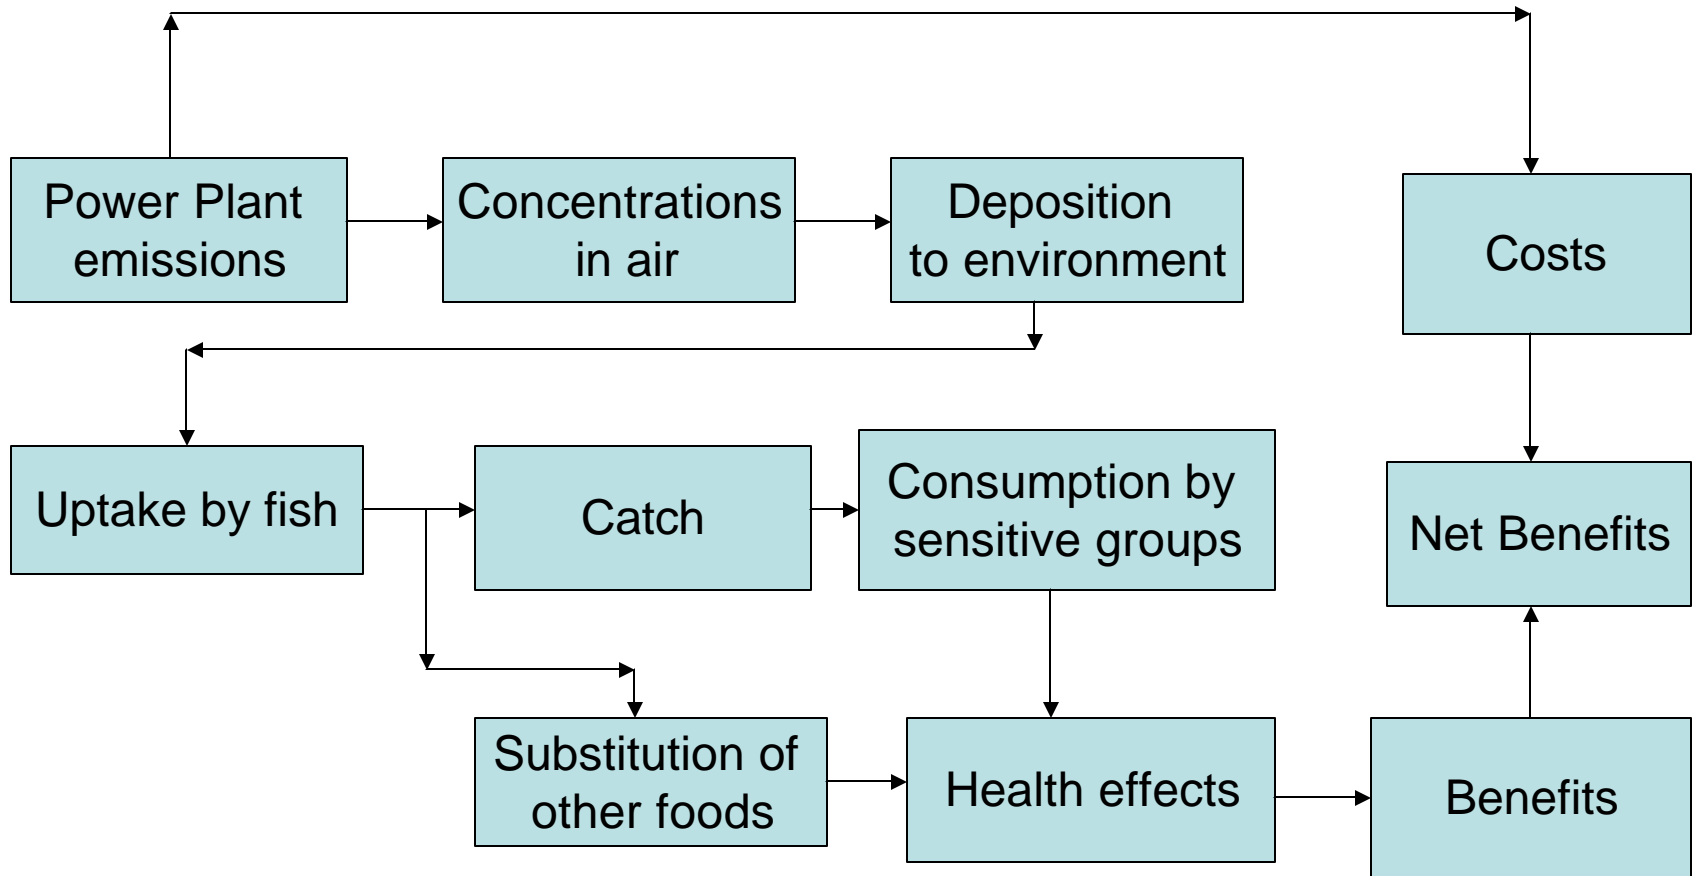 Power Plant
emissions
Concentrations
in air
Deposition
to environment
Costs
Uptake by fish
Catch
Consumption by
sensitive groups
Net Benefits
Substitution of
other foods
Health effects
Benefits